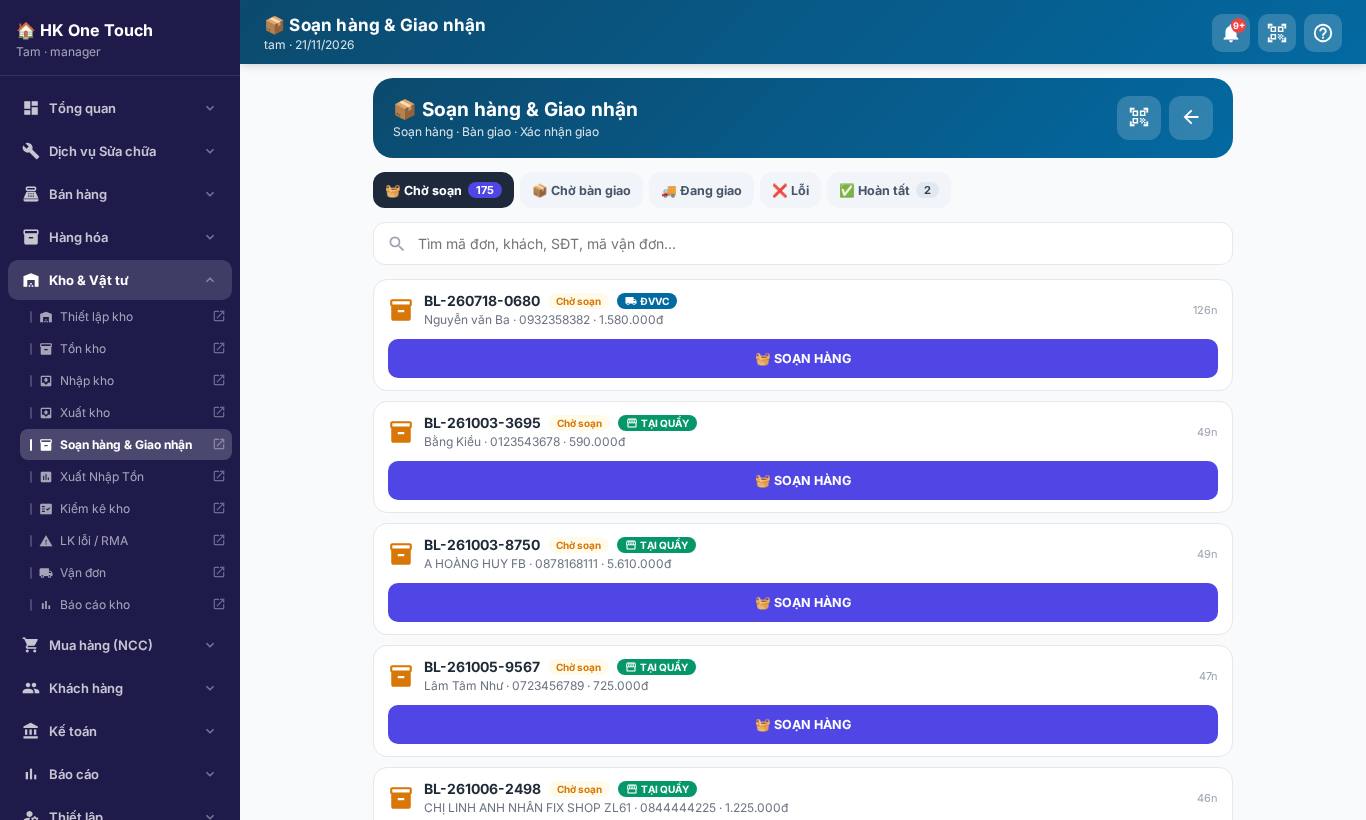 🏠 HK One Touch
Tam · manager
Tổng quan
Dịch vụ Sửa chữa
Bán hàng
Hàng hóa
Kho & Vật tư
Thiết lập kho
Tồn kho
Nhập kho
Xuất kho
Soạn hàng & Giao nhận
Xuất Nhập Tồn
Kiểm kê kho
LK lỗi / RMA
Vận đơn
Báo cáo kho
Mua hàng (NCC)
Khách hàng
Kế toán
Báo cáo
Thiết lập
📦 Soạn hàng & Giao nhận
tam · 21/11/2026
9+
📦 Soạn hàng & Giao nhận
Soạn hàng · Bàn giao · Xác nhận giao
🧺 Chờ soạn 175
📦 Chờ bàn giao
🚚 Đang giao
❌ Lỗi
✅ Hoàn tất 2
Tìm mã đơn, khách, SĐT, mã vận đơn...
BL-260718-0680 Chờ soạn ĐVVC
Nguyễn văn Ba · 0932358382 · 1.580.000đ
126n
🧺 SOẠN HÀNG
BL-261003-3695 Chờ soạn TẠI QUẦY
Bằng Kiều · 0123543678 · 590.000đ
49n
🧺 SOẠN HÀNG
BL-261003-8750 Chờ soạn TẠI QUẦY
A HOÀNG HUY FB · 0878168111 · 5.610.000đ
49n
🧺 SOẠN HÀNG
BL-261005-9567 Chờ soạn TẠI QUẦY
Lâm Tâm Như · 0723456789 · 725.000đ
47n
🧺 SOẠN HÀNG
BL-261006-2498 Chờ soạn TẠI QUẦY
CHỊ LINH ANH NHÂN FIX SHOP ZL61 · 0844444225 · 1.225.000đ
46n